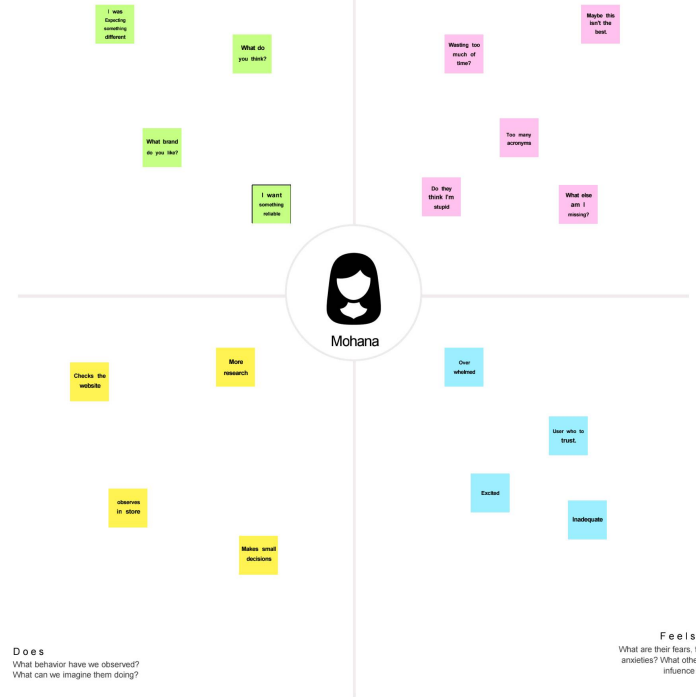 I was
Expecting
something
different
What do
you think?
What brand
do you like?
I want
something
reliable
Maybe this
isn't the
best.
Wasting too
much of
time?
Too many
acronyms
Do they
think I'm
stupid
What else
am I
missing?
Mohana
Checks the
website
More
research
observes
in store
Makes small
decisions
Over
whelmed
User who to
trust.
Excited
Inadequate
Does
What behavior have we observed?
What can we imagine them doing?
Feels
What are their fears,
anxieties? What othe
infuence